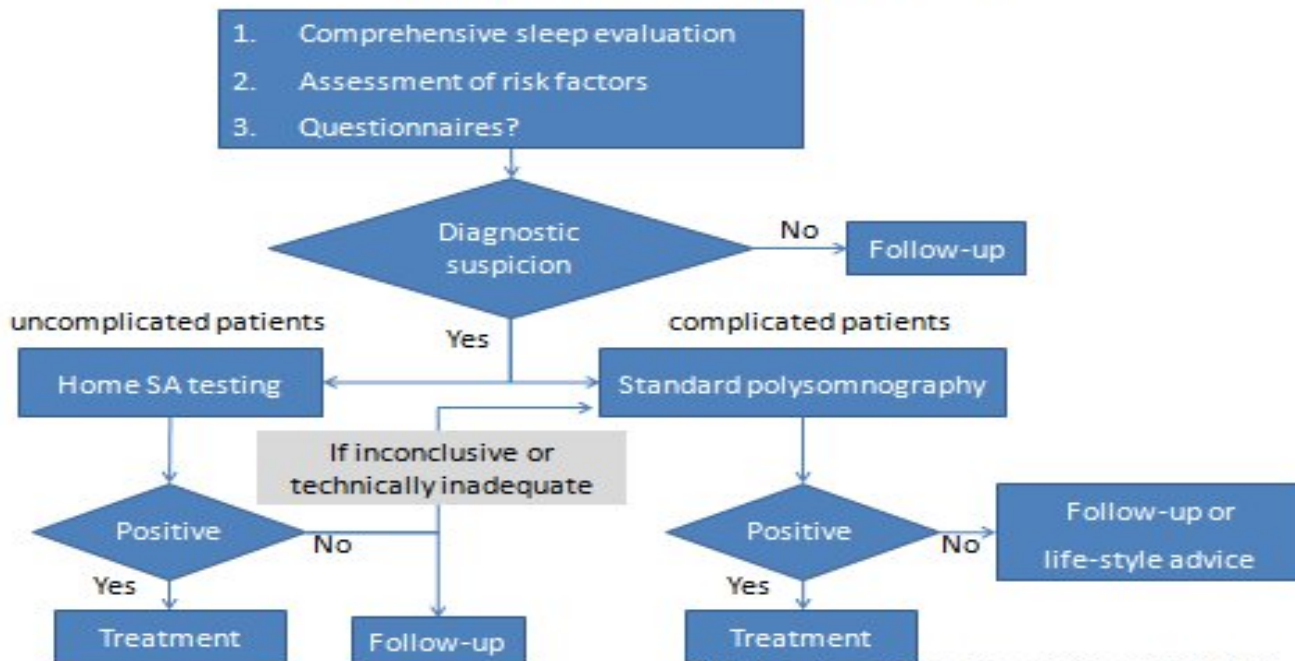 1. Comprehensive sleep evaluation
2. Assessment of risk factors
3. Questionnaires?
Diagnostic
suspicion
No
Follow-up
uncomplicated patients
Yes
complicated patients
Home SA testing
Standard polysomnography
If inconclusive or
technically inadequate
Positive
No
Yes
Treatment
Follow-up
Positive
No
Follow-up or
life-style advice
Yes
Treatment